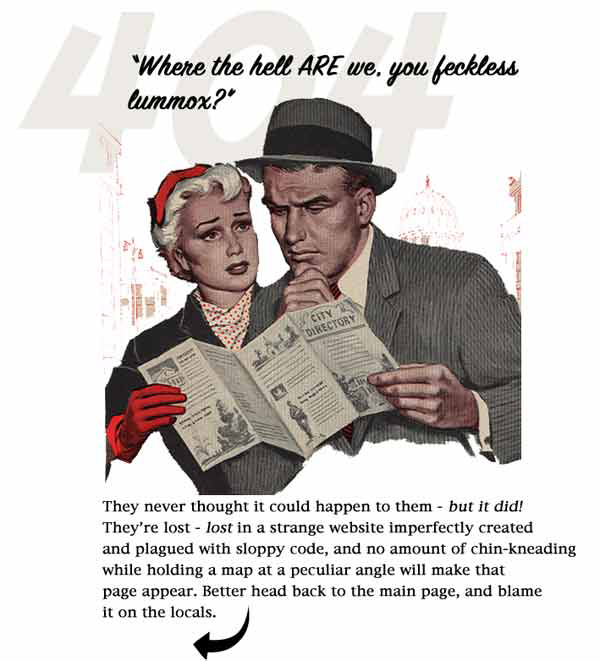 404
"Where the hell ARE we, you feckless
lummox?"
CITY
DIRECTORY
They never thought it could happen to them - but it did!
They're lost - lost in a strange website imperfectly created
and plagued with sloppy code, and no amount of chin-kneading
while holding a map at a peculiar angle will make that
page appear. Better head back to the main page, and blame
it on the locals.